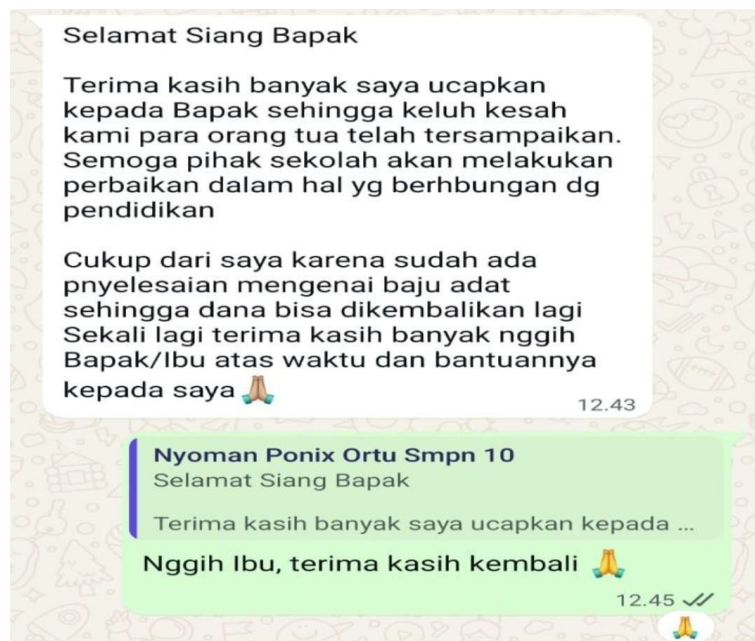 Selamat Siang Bapak
Terima kasih banyak saya ucapkan
kepada Bapak sehingga keluh kesah
kami para orang tua telah tersampaikan.
Semoga pihak sekolah akan melakukan
perbaikan dalam hal yg berhbungan dg
pendidikan
Cukup dari saya karena sudah ada
pnyelesaian mengenai baju adat
sehingga dana bisa dikembalikan lagi
Sekali lagi terima kasih banyak nggih
Bapak/Ibu atas waktu dan bantuannya
kepada saya 🙏🏽
12.43
Nyoman Ponix Ortu Smpn 10
Selamat Siang Bapak
Terima kasih banyak saya ucapkan kepada ...
Nggih Ibu, terima kasih kembali 🙏
12.45
🙏